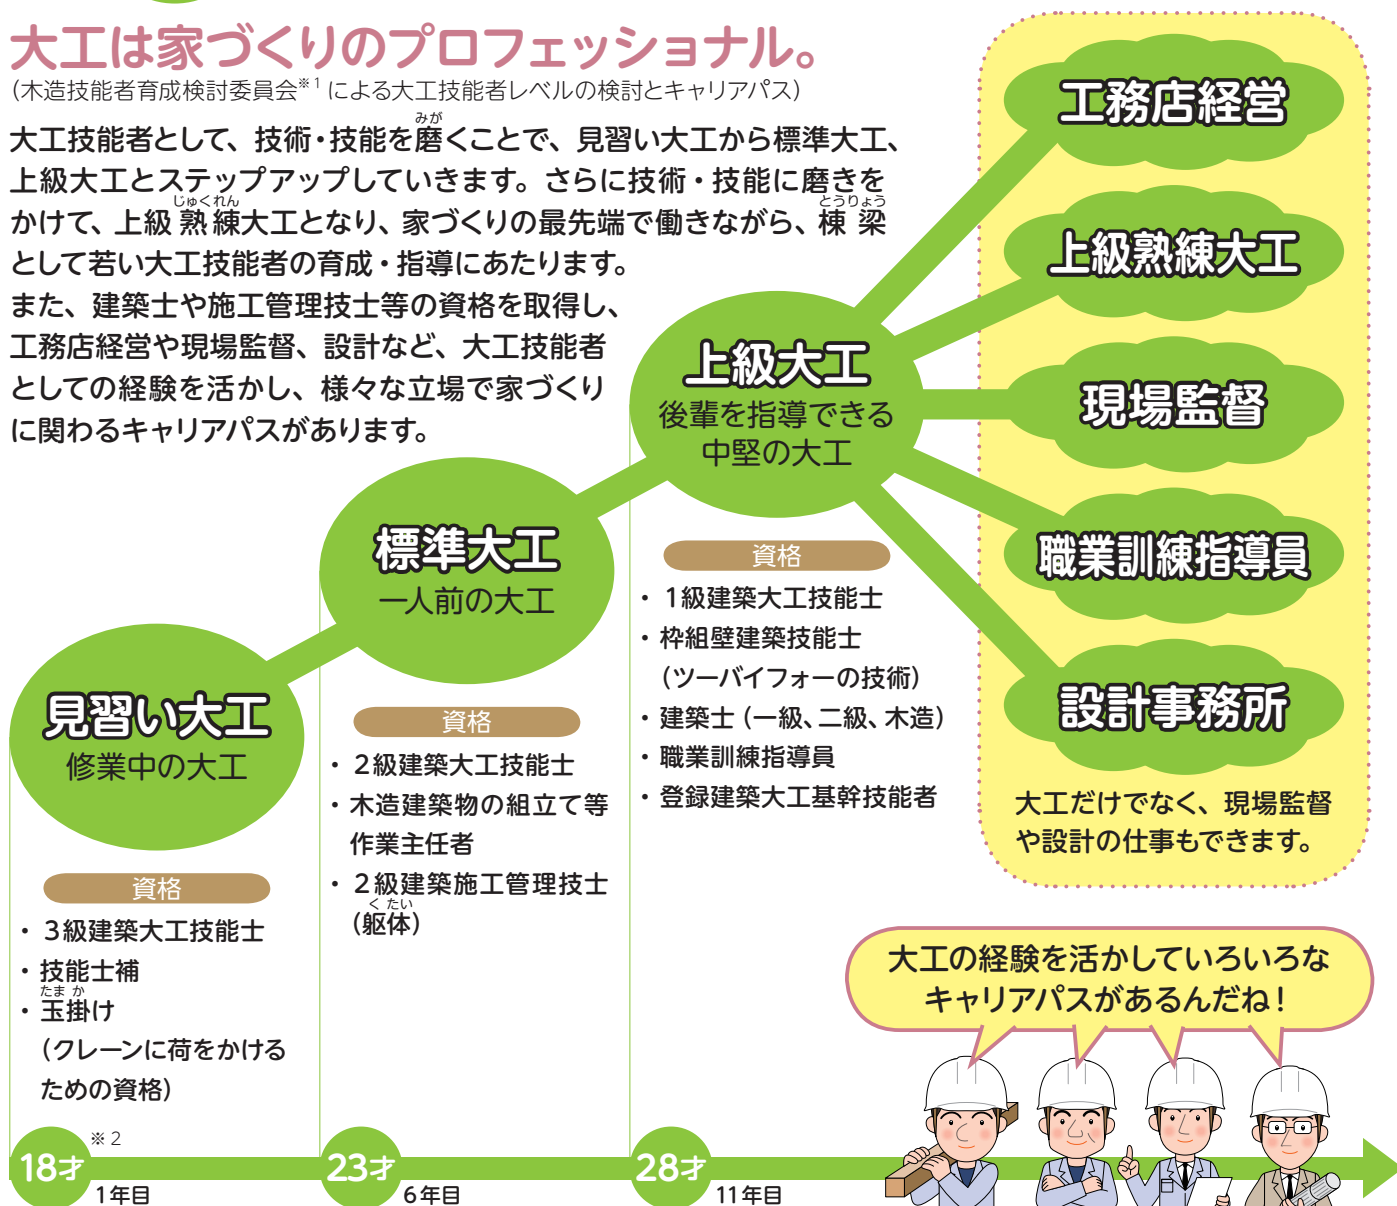 大工は家づくりのプロフェッショナル。
（木造技能者育成検討委員会※1 による大工技能者レベルの検討とキャリアパス）
みが
大工技能者として、技術・技能を磨くことで、見習い大工から標準大工、
上級大工とステップアップしていきます。さらに技術・技能に磨きを
じゅくれん とうりょう
かけて、上級熟練大工となり、家づくりの最先端で働きながら、棟梁
として若い大工技能者の育成・指導にあたります。
また、建築士や施工管理技士等の資格を取得し、
工務店経営や現場監督、設計など、大工技能者
としての経験を活かし、様々な立場で家づくり
に関わるキャリアパスがあります。
見習い大工
修業中の大工
資格
・3級建築大工技能士
・技能士補
たま か
・玉掛け
（クレーンに荷をかける
ための資格）
標準大工
一人前の大工
資格
・2級建築大工技能士
・木造建築物の組立て等
作業主任者
・2級建築施工管理技士
く たい
（躯体）
上級大工
後輩を指導できる
中堅の大工
資格
・1級建築大工技能士
・枠組壁建築技能士
（ツーバイフォーの技術）
・建築士（一級、二級、木造）
・職業訓練指導員
・登録建築大工基幹技能者
工務店経営
上級熟練大工
現場監督
職業訓練指導員
設計事務所
大工だけでなく、現場監督
や設計の仕事もできます。
大工の経験を活かしていろいろな
キャリアパスがあるんだね！
18才 ※2
1年目
23才
6年目
28才
11年目